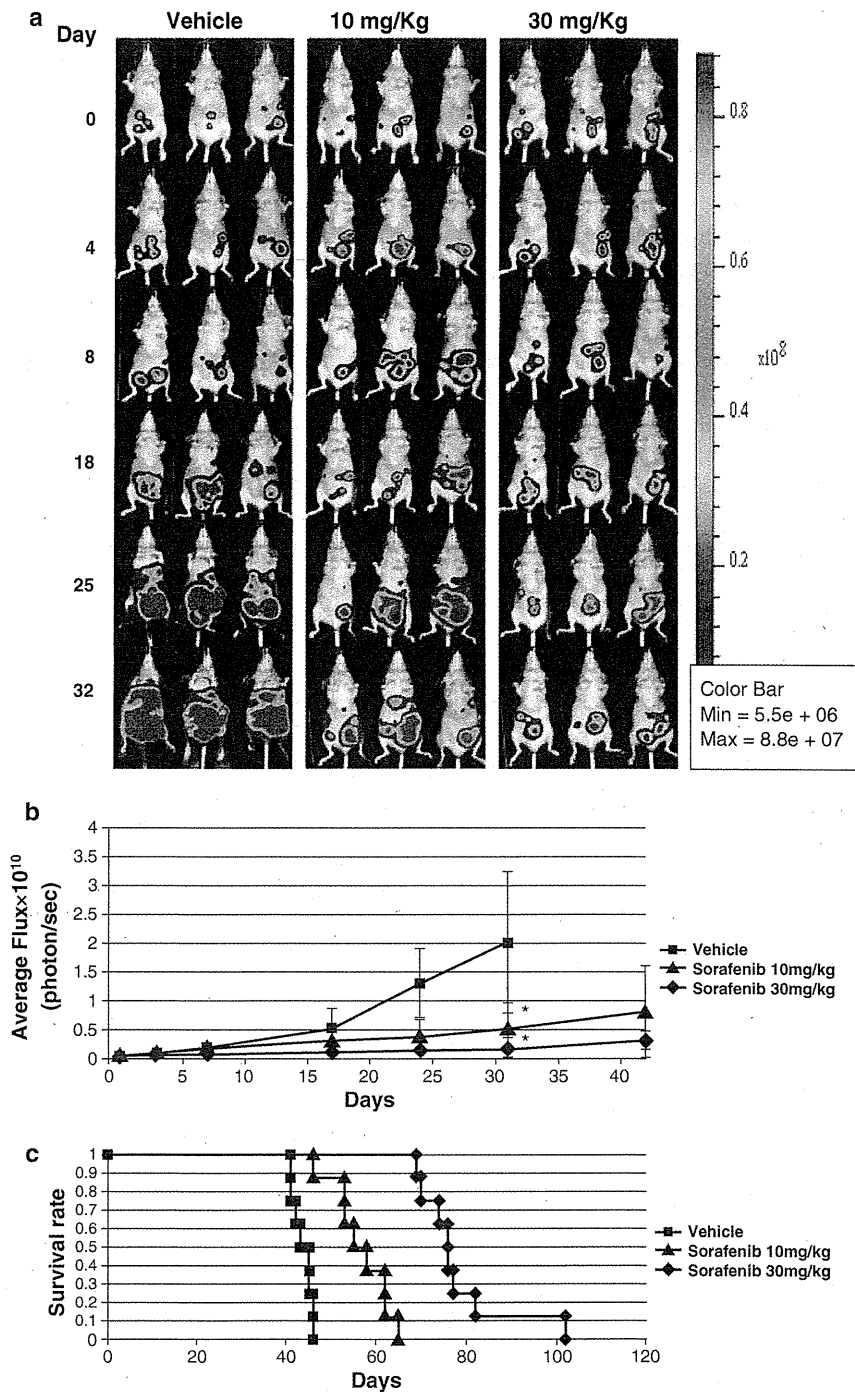 a
Vehicle 10 mg/Kg 30 mg/Kg
Day
0
4
8
18
25
32
0.8
0.6
x10^8
0.4
0.2
Color Bar
Min = 5.5e + 06
Max = 8.8e + 07
b
Average Flux×10^10
(photon/sec)
4
3.5
3
2.5
2
1.5
1
0.5
0
*
*
0 5 10 15 20 25 30 35 40
Days
Vehicle
Sorafenib 10mg/kg
Sorafenib 30mg/kg
c
Survival rate
1
0.9
0.8
0.7
0.6
0.5
0.4
0.3
0.2
0.1
0
0 20 40 60 80 100 120
Days
Vehicle
Sorafenib 10mg/kg
Sorafenib 30mg/kg